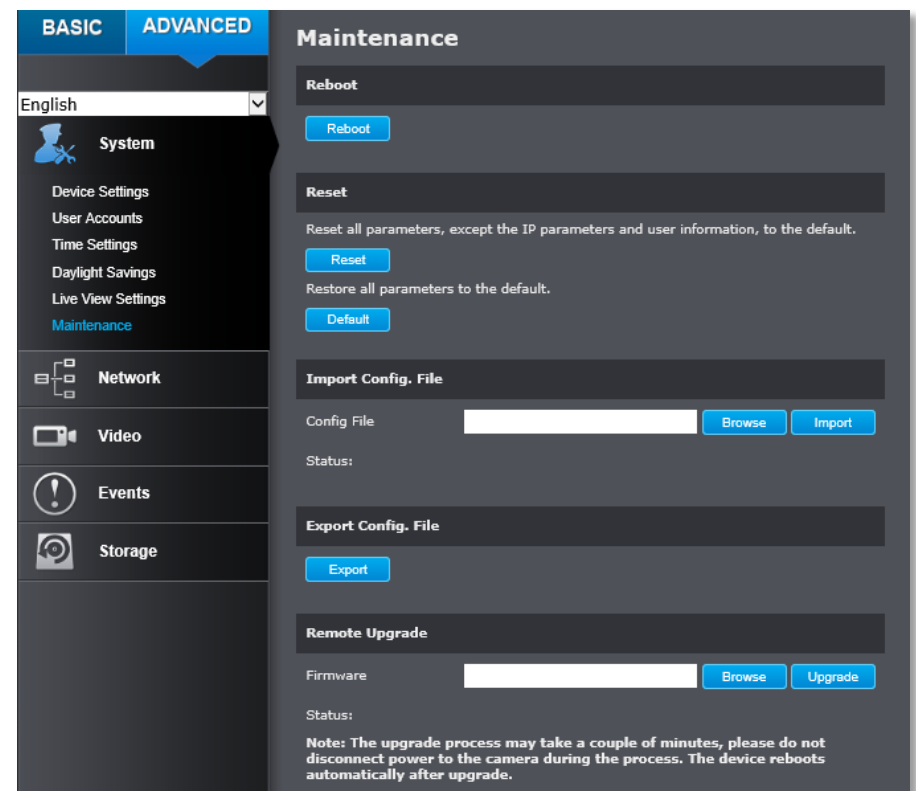 BASIC
ADVANCED
English
System
Device Settings
User Accounts
Time Settings
Daylight Savings
Live View Settings
Maintenance
Network
Video
Events
Storage
Maintenance
Reboot
Reboot
Reset
Reset all parameters, except the IP parameters and user information, to the default.
Reset
Restore all parameters to the default.
Default
Import Config. File
Config File
Browse
Import
Status:
Export Config. File
Export
Remote Upgrade
Firmware
Browse
Upgrade
Status:
Note: The upgrade process may take a couple of minutes, please do not
disconnect power to the camera during the process. The device reboots
automatically after upgrade.